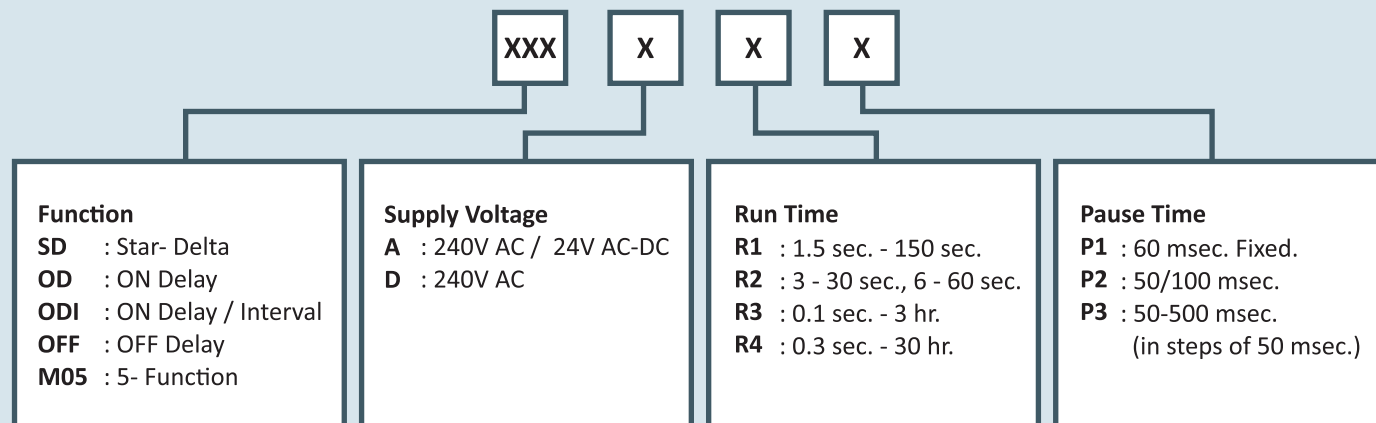 XXX X X X
Function
SD : Star- Delta
OD : ON Delay
ODI : ON Delay / Interval
OFF : OFF Delay
M05 : 5- Function
Supply Voltage
A : 240V AC / 24V AC-DC
D : 240V AC
Run Time
R1 : 1.5 sec. - 150 sec.
R2 : 3 - 30 sec., 6 - 60 sec.
R3 : 0.1 sec. - 3 hr.
R4 : 0.3 sec. - 30 hr.
Pause Time
P1 : 60 msec. Fixed.
P2 : 50/100 msec.
P3 : 50-500 msec.
(in steps of 50 msec.)